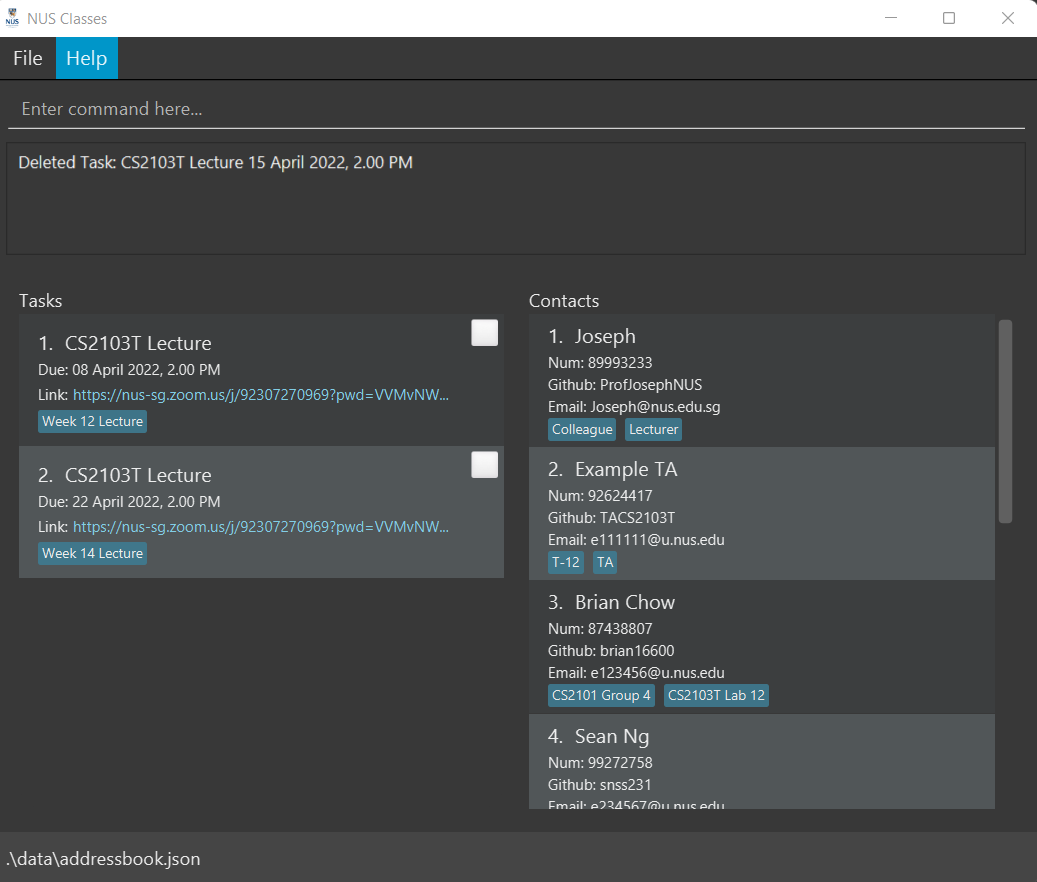 NUS Classes
File Help
Enter command here...
Deleted Task: CS2103T Lecture 15 April 2022, 2.00 PM
Tasks
1. CS2103T Lecture
Due: 08 April 2022, 2.00 PM
Link: https://nus-sg.zoom.us/j/92307270969?pwd=VVMvNW...
Week 12 Lecture
2. CS2103T Lecture
Due: 22 April 2022, 2.00 PM
Link: https://nus-sg.zoom.us/j/92307270969?pwd=VVMvNW...
Week 14 Lecture
Contacts
1. Joseph
Num: 89993233
Github: ProfJosephNUS
Email: Joseph@nus.edu.sg
Colleague Lecturer
2. Example TA
Num: 92624417
Github: TACS2103T
Email: e111111@u.nus.edu
T-12 TA
3. Brian Chow
Num: 87438807
Github: brian16600
Email: e123456@u.nus.edu
CS2101 Group 4 CS2103T Lab 12
4. Sean Ng
Num: 99272758
Github: snss231
Email: e234567@u.nus.edu
.\data\addressbook.json